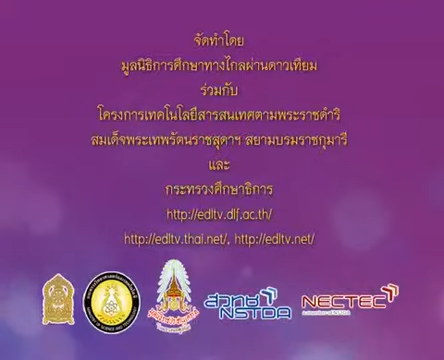 จัดทำโดย
มูลนิธิการศึกษาทางไกลผ่านดาวเทียม
ร่วมกับ
โครงการเทคโนโลยีสารสนเทศตามพระราชดำริ
สมเด็จพระเทพรัตนราชสุดาฯ สยามบรมราชกุมารี
และ
กระทรวงศึกษาธิการ
http://edltv.dlf.ac.th/
http://edltv.thai.net/, http://edltv.net/
สวทช NECTEC
NSTDA